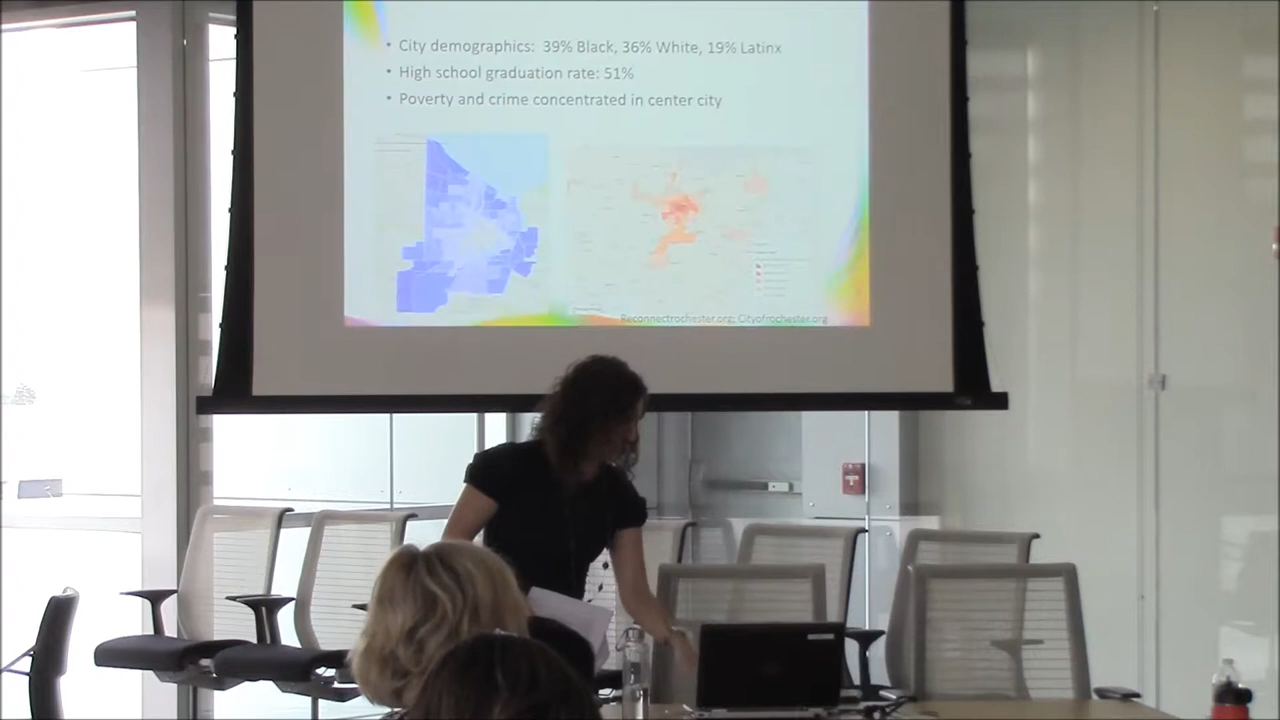 • City demographics: 39% Black, 36% White, 19% Latinx
• High school graduation rate: 51%
• Poverty and crime concentrated in center city
Reconnectrochester.org; Cityofrochester.org